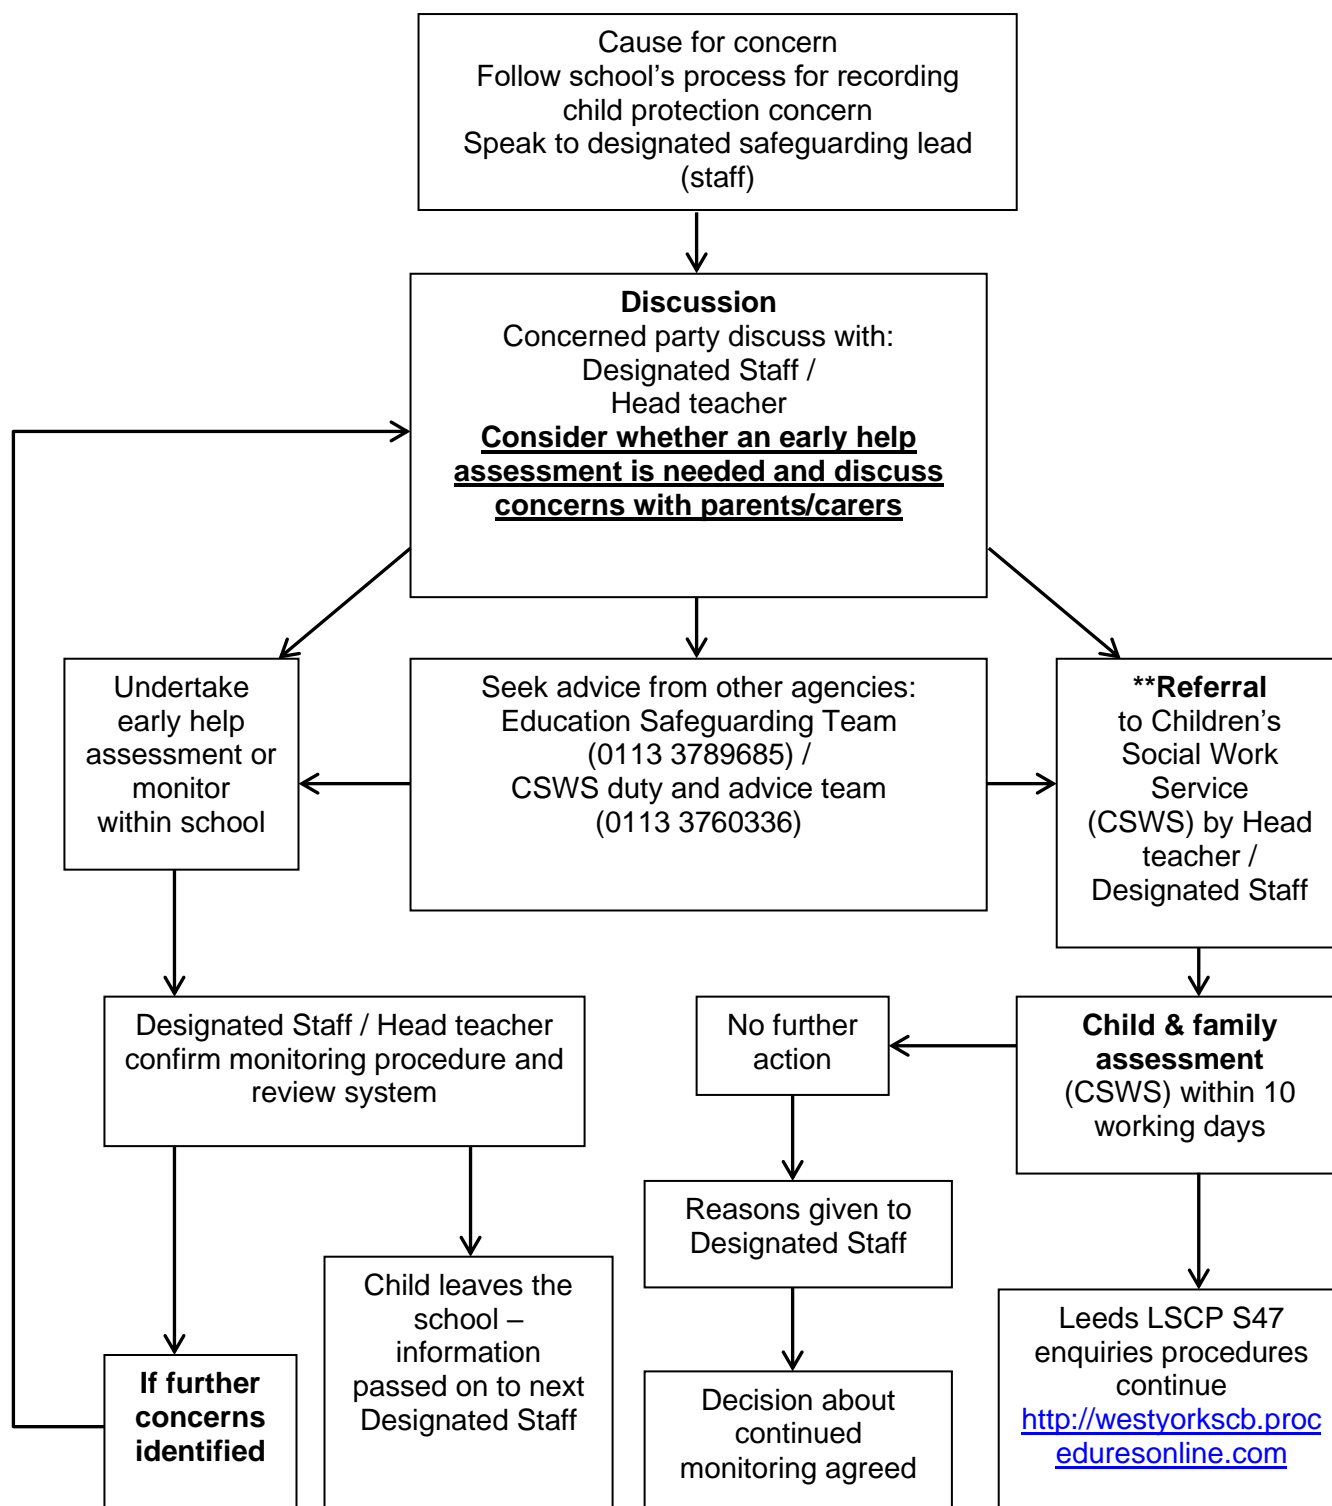 Cause for concern
Follow school's process for recording
child protection concern
Speak to designated safeguarding lead
(staff)
Discussion
Concerned party discuss with:
Designated Staff /
Head teacher
Consider whether an early help
assessment is needed and discuss
concerns with parents/carers
Undertake
early help
assessment or
monitor
within school
Seek advice from other agencies:
Education Safeguarding Team
(0113 3789685) /
CSWS duty and advice team
(0113 3760336)
**Referral
to Children's
Social Work
Service
(CSWS) by Head
teacher /
Designated Staff
Designated Staff / Head teacher
confirm monitoring procedure and
review system
No further
action
Child & family
assessment
(CSWS) within 10
working days
Reasons given to
Designated Staff
If further
concerns
identified
Child leaves the
school –
information
passed on to next
Designated Staff
Decision about
continued
monitoring agreed
Leeds LSCP S47
enquiries procedures
continue
http://westyorkscb.proc
eduresonline.com